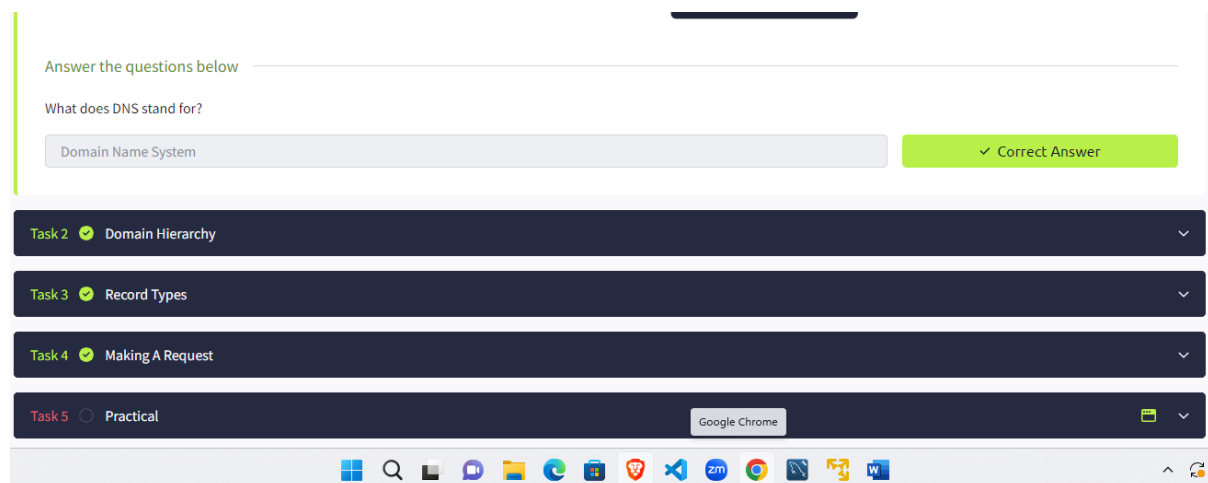 Answer the questions below
What does DNS stand for?
Domain Name System
Correct Answer
Task 2 Domain Hierarchy
Task 3 Record Types
Task 4 Making A Request
Task 5 Practical
Google Chrome
zm
W